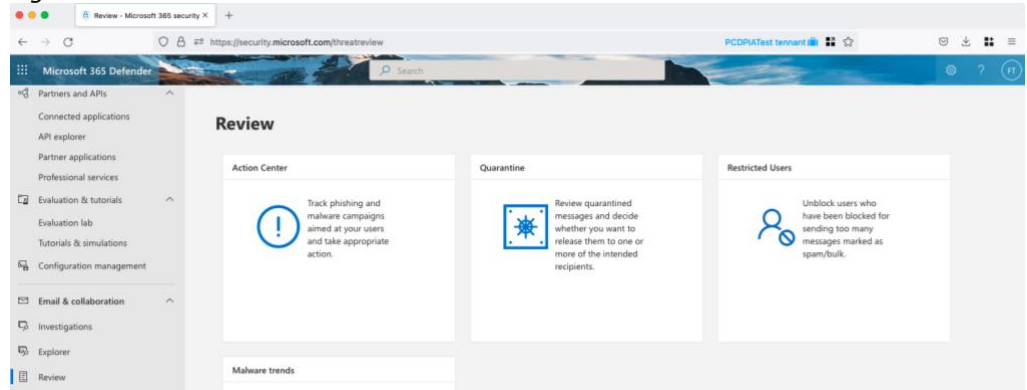 Review - Microsoft 365 security
https://security.microsoft.com/threatreview
PCDPIATest tennant
Microsoft 365 Defender
Search
FT
Partners and APIs
Connected applications
API explorer
Partner applications
Professional services
Evaluation & tutorials
Evaluation lab
Tutorials & simulations
Configuration management
Email & collaboration
Investigations
Explorer
Review
Review
Action Center
Track phishing and
malware campaigns
aimed at your users
and take appropriate
action.
Quarantine
Review quarantined
messages and decide
whether you want to
release them to one or
more of the intended
recipients.
Restricted Users
Unblock users who
have been blocked for
sending too many
messages marked as
spam/bulk.
Malware trends